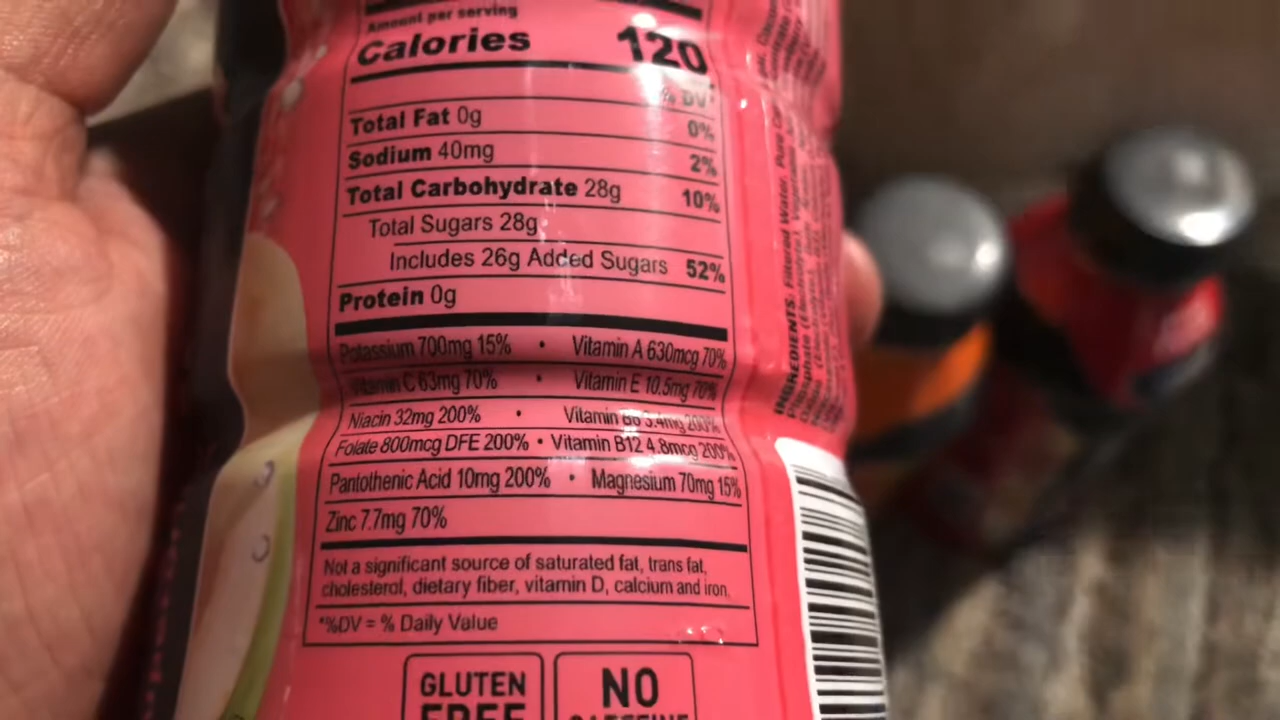 Amount per serving
Calories 120
% DV*
Total Fat 0g 0%
Sodium 40mg 2%
Total Carbohydrate 28g 10%
Total Sugars 28g
Includes 26g Added Sugars 52%
Protein 0g
Potassium 700mg 15% • Vitamin A 630mcg 70%
Vitamin C 63mg 70% • Vitamin E 10.5mg 70%
Niacin 32mg 200% • Vitamin B6 3.4mg 200%
Folate 800mcg DFE 200% • Vitamin B12 4.8mcg 200%
Pantothenic Acid 10mg 200% • Magnesium 70mg 15%
Zinc 7.7mg 70%
Not a significant source of saturated fat, trans fat,
cholesterol, dietary fiber, vitamin D, calcium and iron.
*%DV = % Daily Value
GLUTEN
FREE
NO
CAFFEINE
INGREDIENTS: Filtered Water, Pure